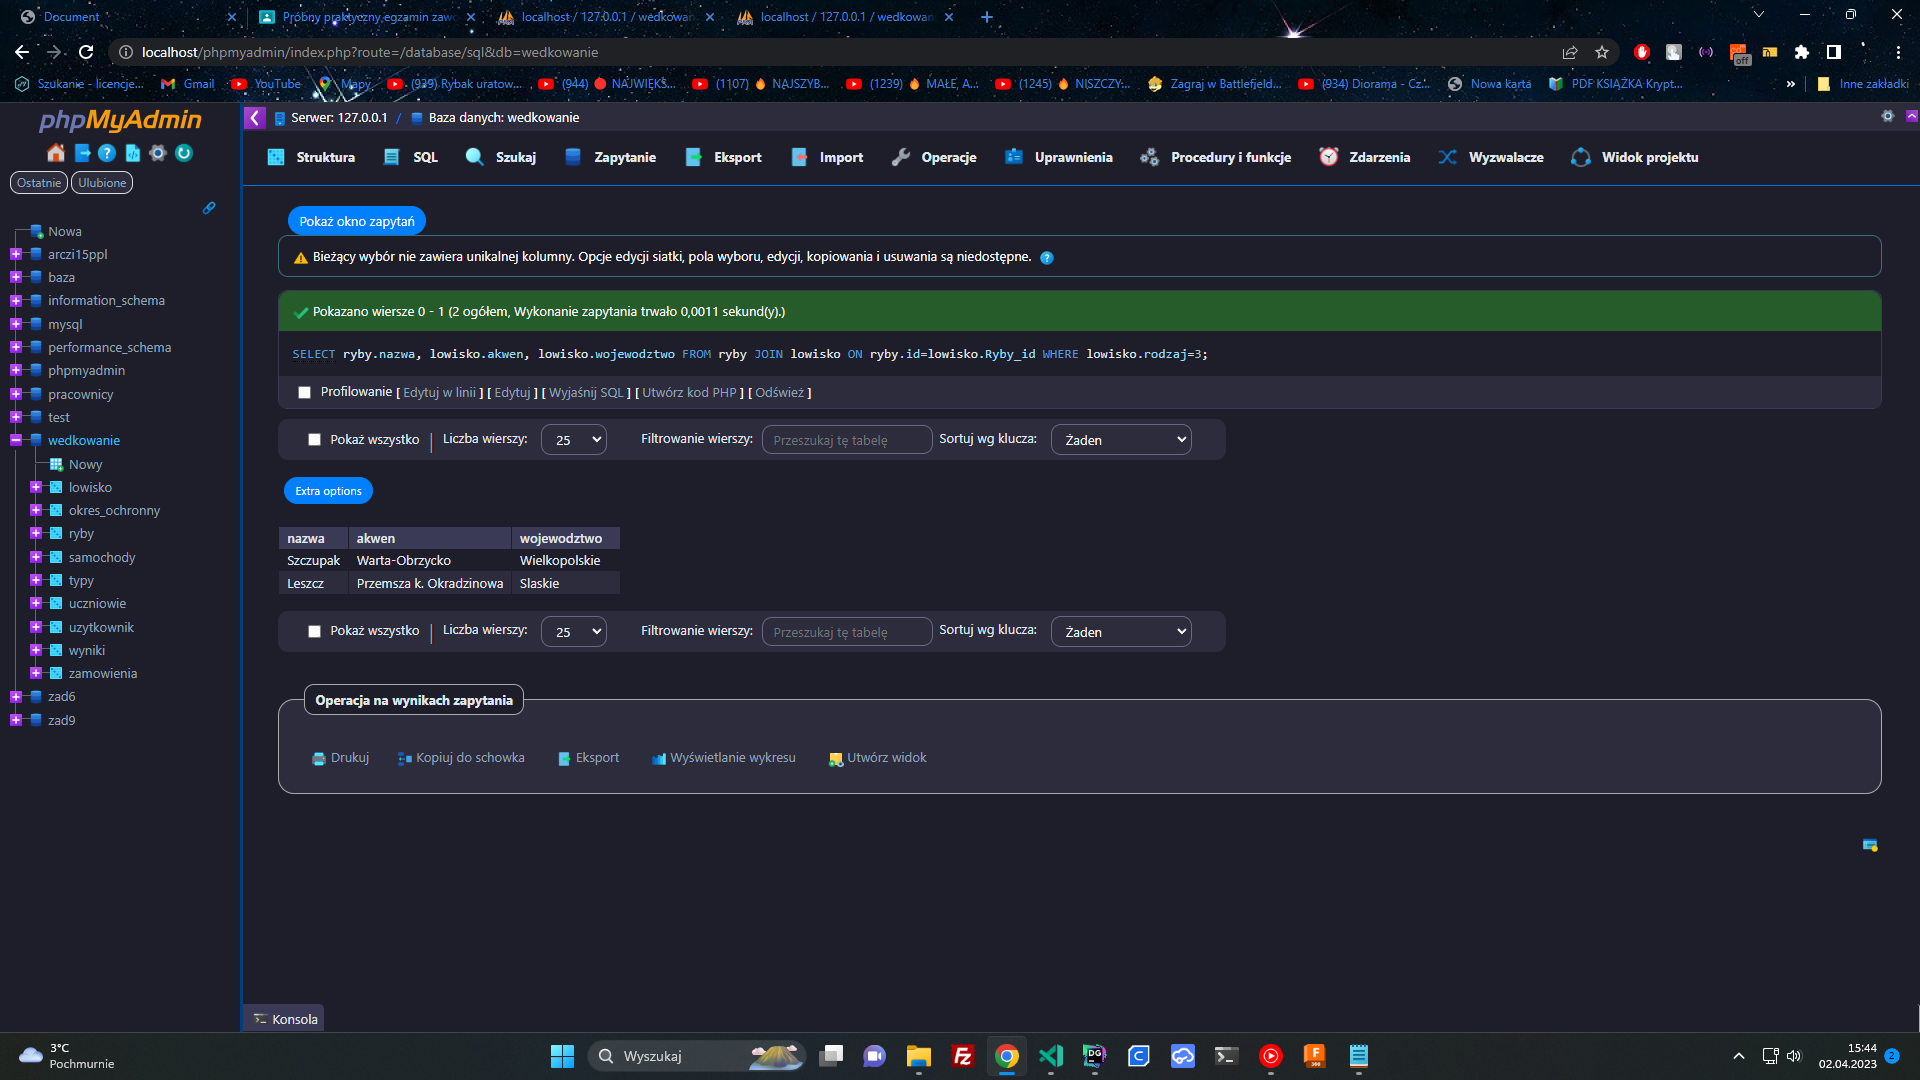 Document
Próbny praktyczny egzamin zawo
localhost / 127.0.0.1 / wedkowan
localhost / 127.0.0.1 / wedkowan
localhost/phpmyadmin/index.php?route=/database/sql&db=wedkowanie
off
Szukanie - licencje...
Gmail
YouTube
Mapy
(939) Rybak uratow...
(944) NAJWIĘKS...
(1107) NAJSZYB...
(1239) MAŁE, A...
(1245) NISZCZY...
Zagraj w Battlefield...
(934) Diorama - Cz...
Nowa karta
PDF KSIĄŻKA Krypt...
»
Inne zakładki
phpMyAdmin
Ostatnie
Ulubione
Nowa
arczi15ppl
baza
information_schema
mysql
performance_schema
phpmyadmin
pracownicy
test
wedkowanie
Nowy
lowisko
okres_ochronny
ryby
samochody
typy
uczniowie
uzytkownik
wyniki
zamowienia
zad6
zad9
Serwer: 127.0.0.1 / Baza danych: wedkowanie
Struktura
SQL
Szukaj
Zapytanie
Eksport
Import
Operacje
Uprawnienia
Procedury i funkcje
Zdarzenia
Wyzwalacze
Widok projektu
Pokaż okno zapytań
Bieżący wybór nie zawiera unikalnej kolumny. Opcje edycji siatki, pola wyboru, edycji, kopiowania i usuwania są niedostępne.
Pokazano wiersze 0 - 1 (2 ogółem, Wykonanie zapytania trwało 0,0011 sekund(y).)
SELECT ryby.nazwa, lowisko.akwen, lowisko.wojewodztwo FROM ryby JOIN lowisko ON ryby.id=lowisko.Ryby_id WHERE lowisko.rodzaj=3;
Profilowanie [ Edytuj w linii ] [ Edytuj ] [ Wyjaśnij SQL ] [ Utwórz kod PHP ] [ Odśwież ]
Pokaż wszystko | Liczba wierszy: 25 Filtrowanie wierszy: Przeszukaj tę tabelę Sortuj wg klucza: Żaden
Extra options
nazwa akwen wojewodztwo
Szczupak Warta-Obrzycko Wielkopolskie
Leszcz Przemsza k. Okradzinowa Slaskie
Pokaż wszystko | Liczba wierszy: 25 Filtrowanie wierszy: Przeszukaj tę tabelę Sortuj wg klucza: Żaden
Operacja na wynikach zapytania
Drukuj
Kopiuj do schowka
Eksport
Wyświetlanie wykresu
Utwórz widok
Konsola
3°C
Pochmurnie
Wyszukaj
15:44
02.04.2023
2